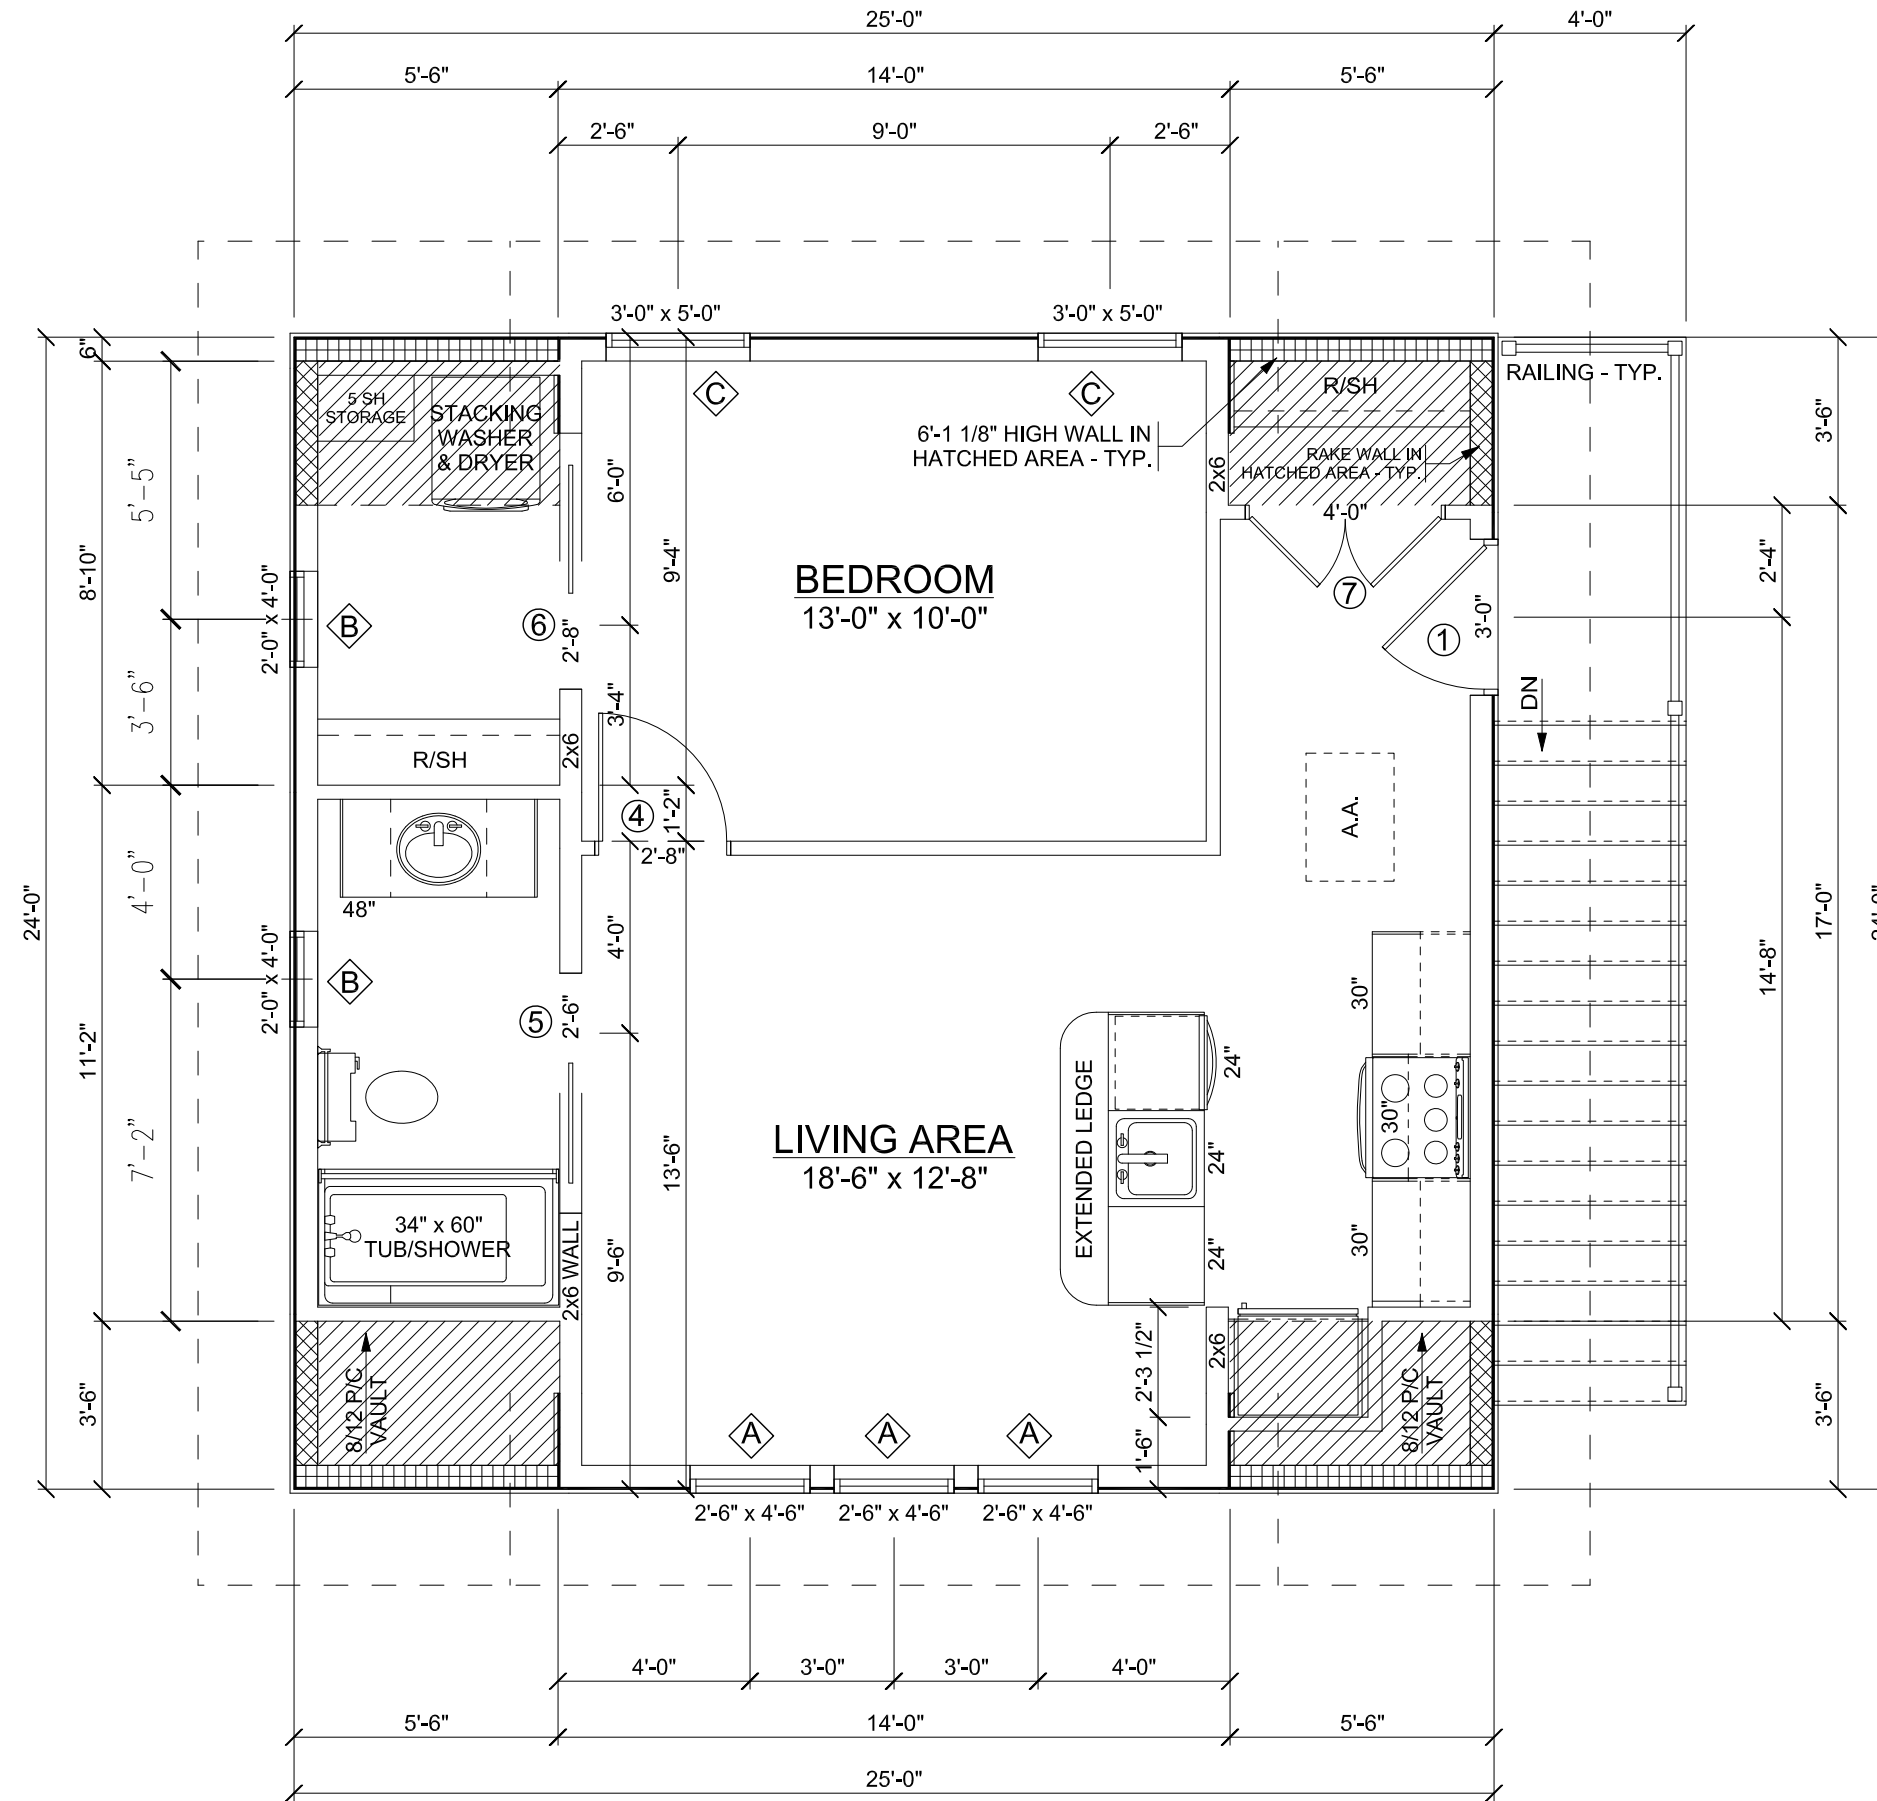 25'-0"
4'-0"
5'-6"
14'-0"
5'-6"
2'-6"
9'-0"
2'-6"
3'-0" x 5'-0"
3'-0" x 5'-0"
6"
5 SH
STORAGE
STACKING
WASHER
& DRYER
C
C
R/SH
RAILING - TYP.
6'-1 1/8" HIGH WALL IN
HATCHED AREA - TYP.
RAKE WALL IN
HATCHED AREA - TYP.
2x6
3'-6"
5'-5"
6'-0"
4'-0"
8'-10"
9'-4"
BEDROOM
13'-0" x 10'-0"
7
2'-4"
2'-0" x 4'-0"
B
6
2'-8"
1
3'-0"
3'-6"
3'-4"
DN
R/SH
2x6
4
1'-2"
2'-8"
A.A.
48"
4'-0"
24'-0"
4'-0"
17'-0"
14'-8"
2'-0" x 4'-0"
B
5
2'-6"
30"
11'-2"
EXTENDED LEDGE
24"
30"
7'-2"
LIVING AREA
18'-6" x 12'-8"
13'-6"
24"
34" x 60"
TUB/SHOWER
2x6 WALL
9'-6"
24"
30"
3'-6"
8/12 P/C
VAULT
2'-3 1/2"
2x6
8/12 P/C
VAULT
3'-6"
A
A
A
1'-6"
2'-6" x 4'-6"
2'-6" x 4'-6"
2'-6" x 4'-6"
4'-0"
3'-0"
3'-0"
4'-0"
5'-6"
14'-0"
5'-6"
25'-0"